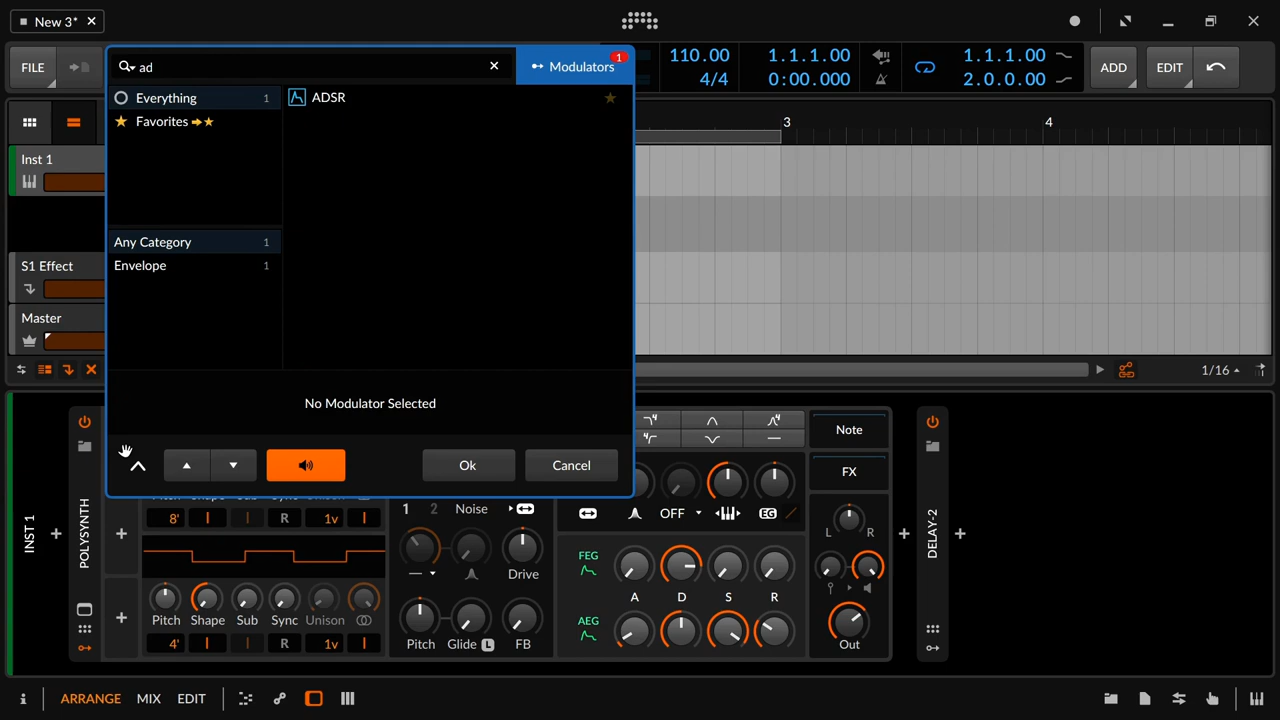 New 3*
FILE
ad
Modulators
1
110.00
4/4
1.1.1.00
0:00.000
1.1.1.00
2.0.0.00
ADD
EDIT
Everything 1
Favorites
ADSR
3
4
Inst 1
Any Category 1
Envelope 1
S1 Effect
Master
1/16
No Modulator Selected
Ok
Cancel
Note
FX
INST 1
POLYSYNTH
8'
R
1v
1
2
Noise
OFF
EG
L
R
DELAY-2
Pitch
Shape
Sub
Sync
Unison
4'
R
1v
Drive
Pitch
Glide
L
FB
FEG
A
D
S
R
AEG
Out
ARRANGE
MIX
EDIT